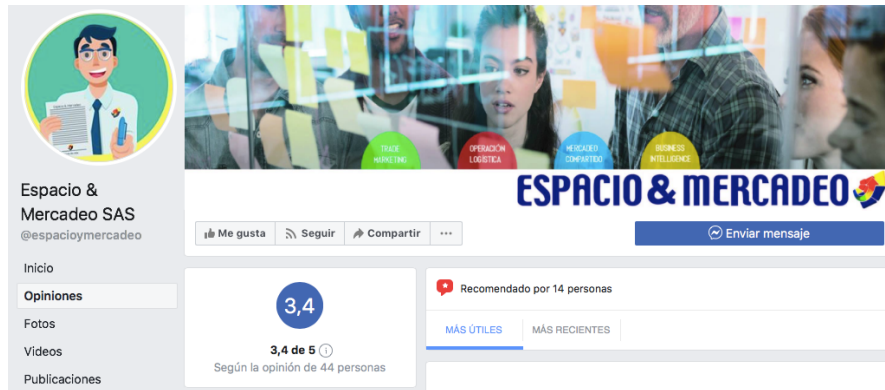 TRADE
MARKETING
OPERACIÓN
LOGÍSTICA
MERCADEO
COMPARTIDO
BUSINESS
INTELLIGENCE
ESPACIO & MERCADEO
Espacio &
Mercadeo SAS
@espacioymercadeo
Me gusta
Seguir
Compartir
Enviar mensaje
Inicio
Opiniones
Fotos
Videos
Publicaciones
3,4
3,4 de 5
Según la opinión de 44 personas
Recomendado por 14 personas
MÁS ÚTILES
MÁS RECIENTES